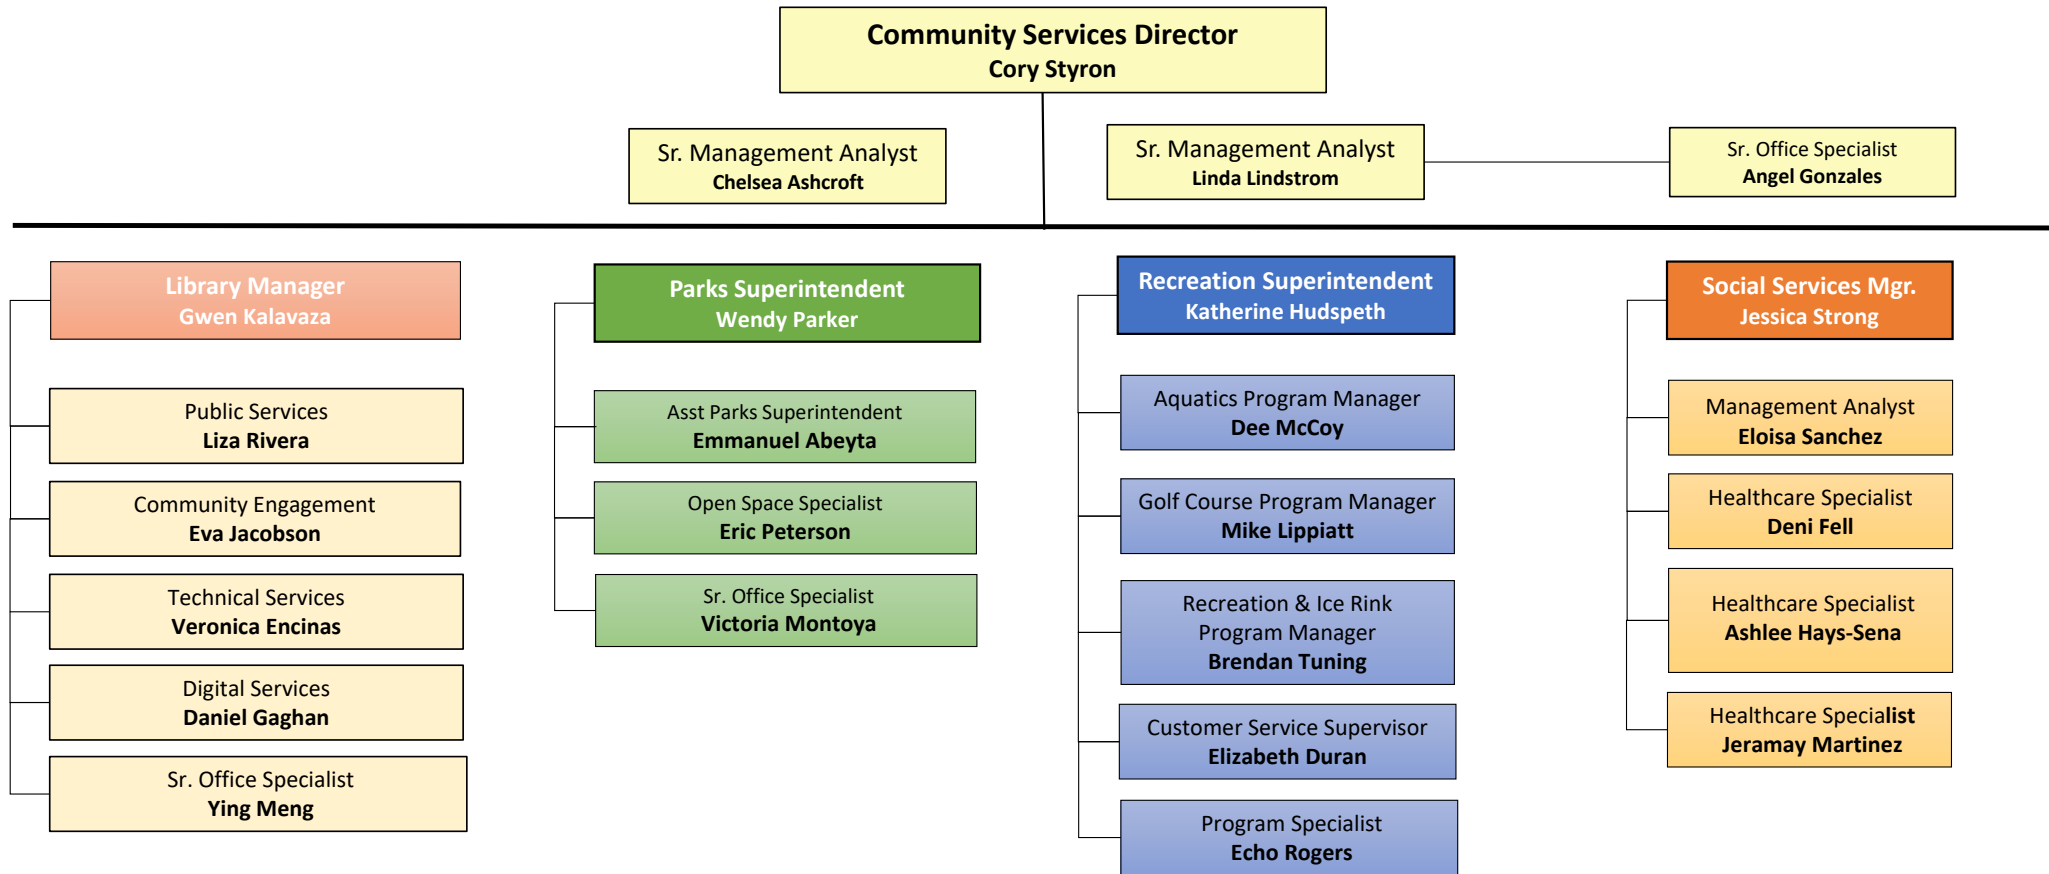 Community Services Director
Cory Styron
Sr. Management Analyst
Chelsea Ashcroft
Sr. Management Analyst
Linda Lindstrom
Sr. Office Specialist
Angel Gonzales
Library Manager
Gwen Kalavaza
Public Services
Liza Rivera
Community Engagement
Eva Jacobson
Technical Services
Veronica Encinas
Digital Services
Daniel Gaghan
Sr. Office Specialist
Ying Meng
Parks Superintendent
Wendy Parker
Asst Parks Superintendent
Emmanuel Abeyta
Open Space Specialist
Eric Peterson
Sr. Office Specialist
Victoria Montoya
Recreation Superintendent
Katherine Hudspeth
Aquatics Program Manager
Dee McCoy
Golf Course Program Manager
Mike Lippiatt
Recreation & Ice Rink
Program Manager
Brendan Tuning
Customer Service Supervisor
Elizabeth Duran
Program Specialist
Echo Rogers
Social Services Mgr.
Jessica Strong
Management Analyst
Eloisa Sanchez
Healthcare Specialist
Deni Fell
Healthcare Specialist
Ashlee Hays-Sena
Healthcare Specialist
Jeramay Martinez